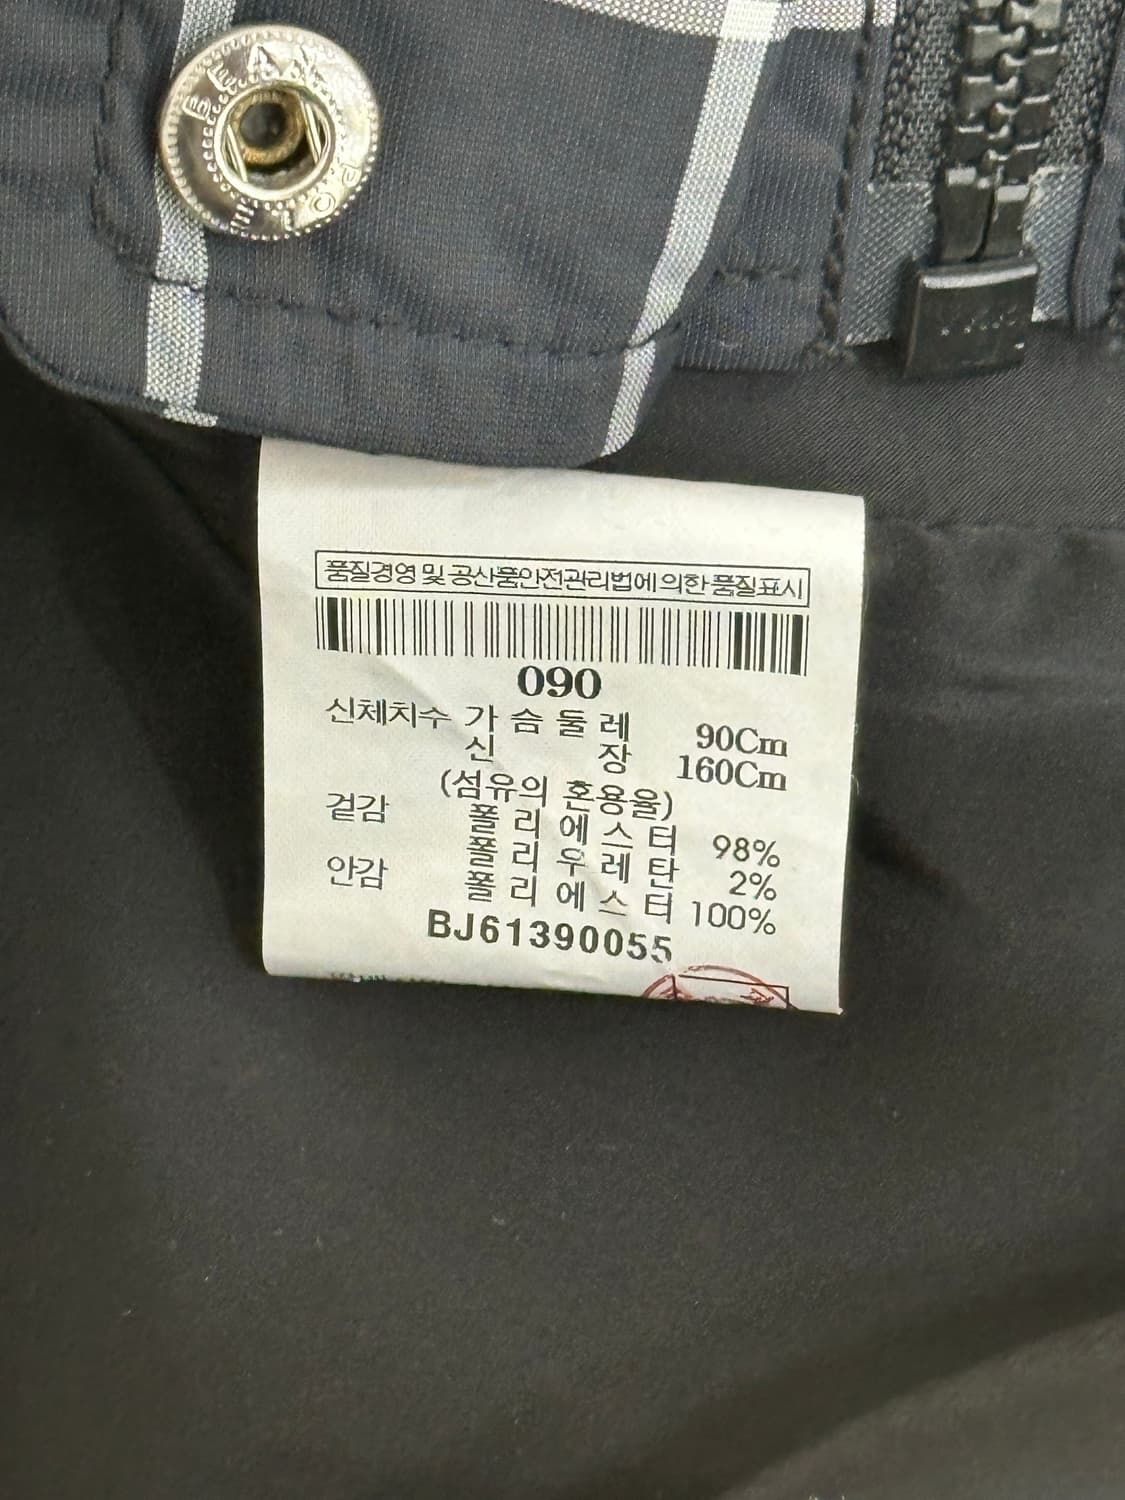 BEAN POLE
품질경영 및 공산품안전관리법에 의한 품질표시
090
신체치수 가슴둘레 90Cm
신장 160Cm
(섬유의 혼용율)
겉감 폴리에스터 98%
폴리우레탄 2%
안감 폴리에스터 100%
BJ61390055